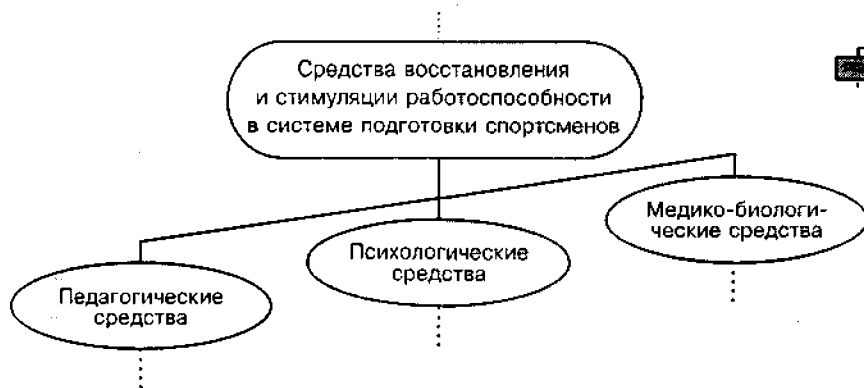 Средства восстановления
и стимуляции работоспособности
в системе подготовки спортсменов
Педагогические
средства
Психологические
средства
Медико-биологи-
ческие средства